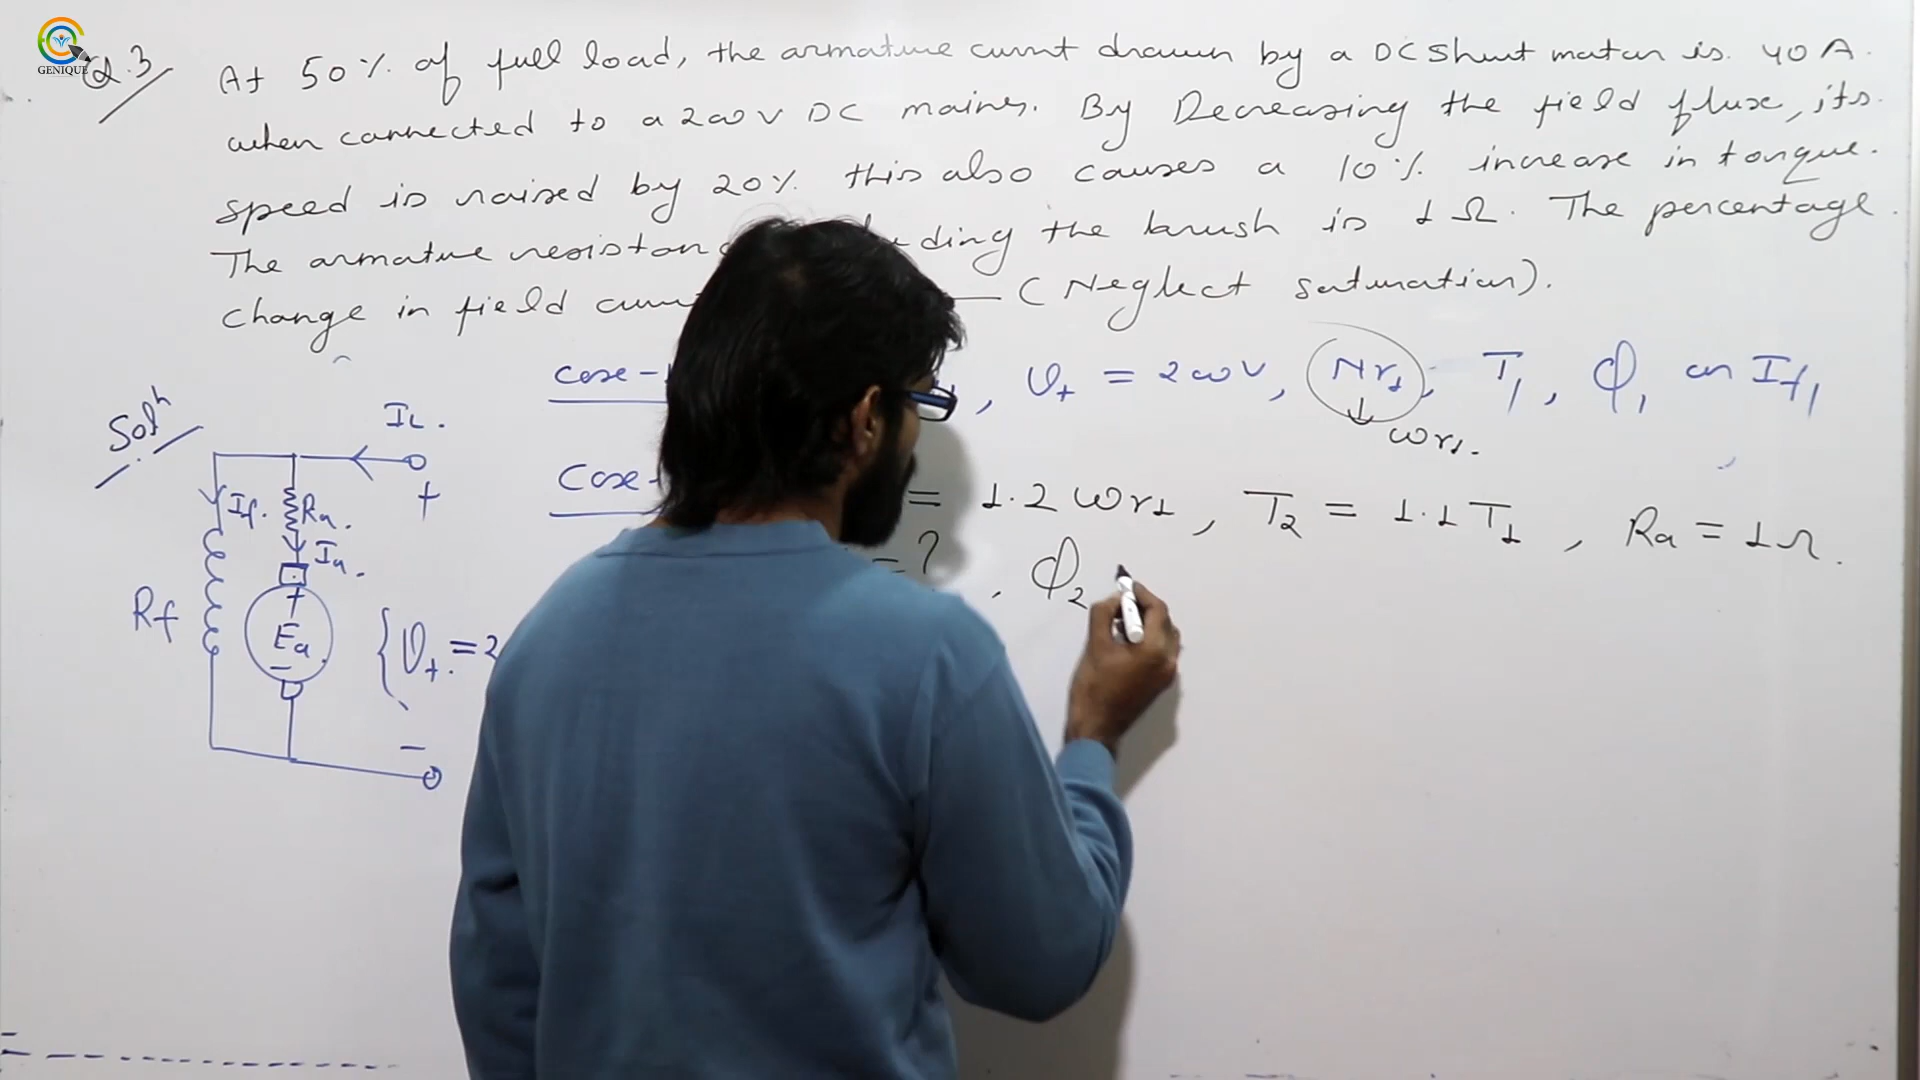 GENIQUE
Q.3 At 50% of full load, the armature current drawn by a DC Shunt motor is 40 A.
when connected to a 200V DC mains. By Decreasing the field flux, its
speed is raised by 20% this also causes a 10% increase in torque.
The armature the brush is 1Ω. The percentage
change in field (Neglect saturation).
Case- , Vt = 200V, Nr1, T1, Φ1 or If1
↓
ωr1.
Solⁿ
IL.
+
Case- = 1.2 ωr1, T2 = 1.1 T1, Ra = 1Ω.
= ? , Φ2
If. Ra.
Ia.
Rf
+
Ea.
-
{ Vt. = 2
-